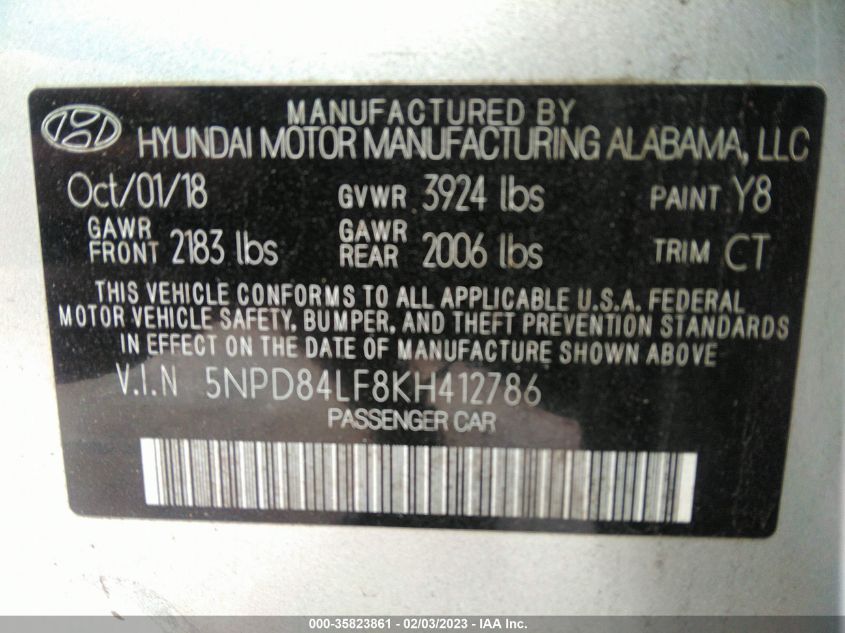 MANUFACTURED BY
HYUNDAI MOTOR MANUFACTURING ALABAMA, LLC
Oct/01/18 GVWR 3924 lbs PAINT Y8
GAWR FRONT 2183 lbs GAWR REAR 2006 lbs TRIM CT
THIS VEHICLE CONFORMS TO ALL APPLICABLE U.S.A. FEDERAL
MOTOR VEHICLE SAFETY, BUMPER, AND THEFT PREVENTION STANDARDS
IN EFFECT ON THE DATE OF MANUFACTURE SHOWN ABOVE
V.I.N 5NPD84LF8KH412786
PASSENGER CAR
000-35823861 - 02/03/2023 - IAA Inc.